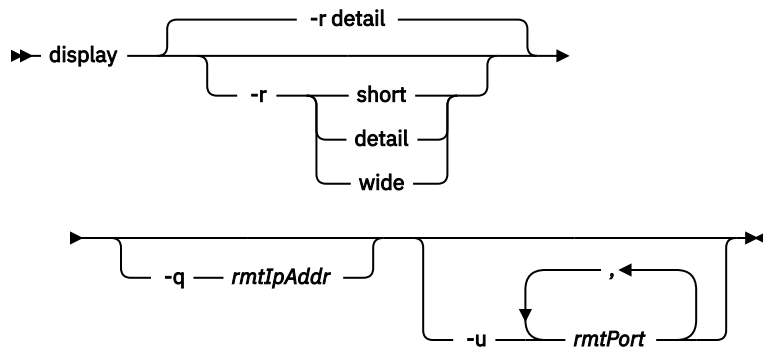 -r detail
display
-r short
detail
wide
-q rmtIpAddr
,
-u rmtPort